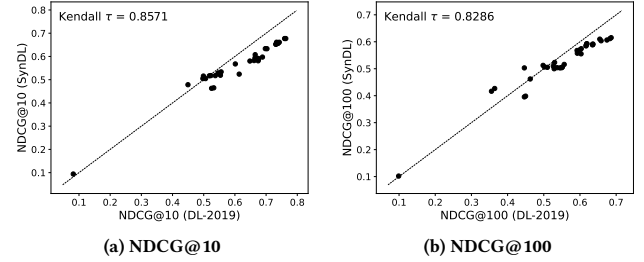 Kendall τ = 0.8571
0.8
0.7
0.6
0.5
0.4
0.3
0.2
0.1
NDCG@10
(SynDL)
0.1 0.2 0.3 0.4 0.5 0.6 0.7 0.8
NDCG@10 (DL-2019)
(a) NDCG@10
Kendall τ = 0.8286
0.7
0.6
0.5
0.4
0.3
0.2
0.1
NDCG@100
(SynDL)
0.1 0.2 0.3 0.4 0.5 0.6 0.7
NDCG@100 (DL-2019)
(b) NDCG@100